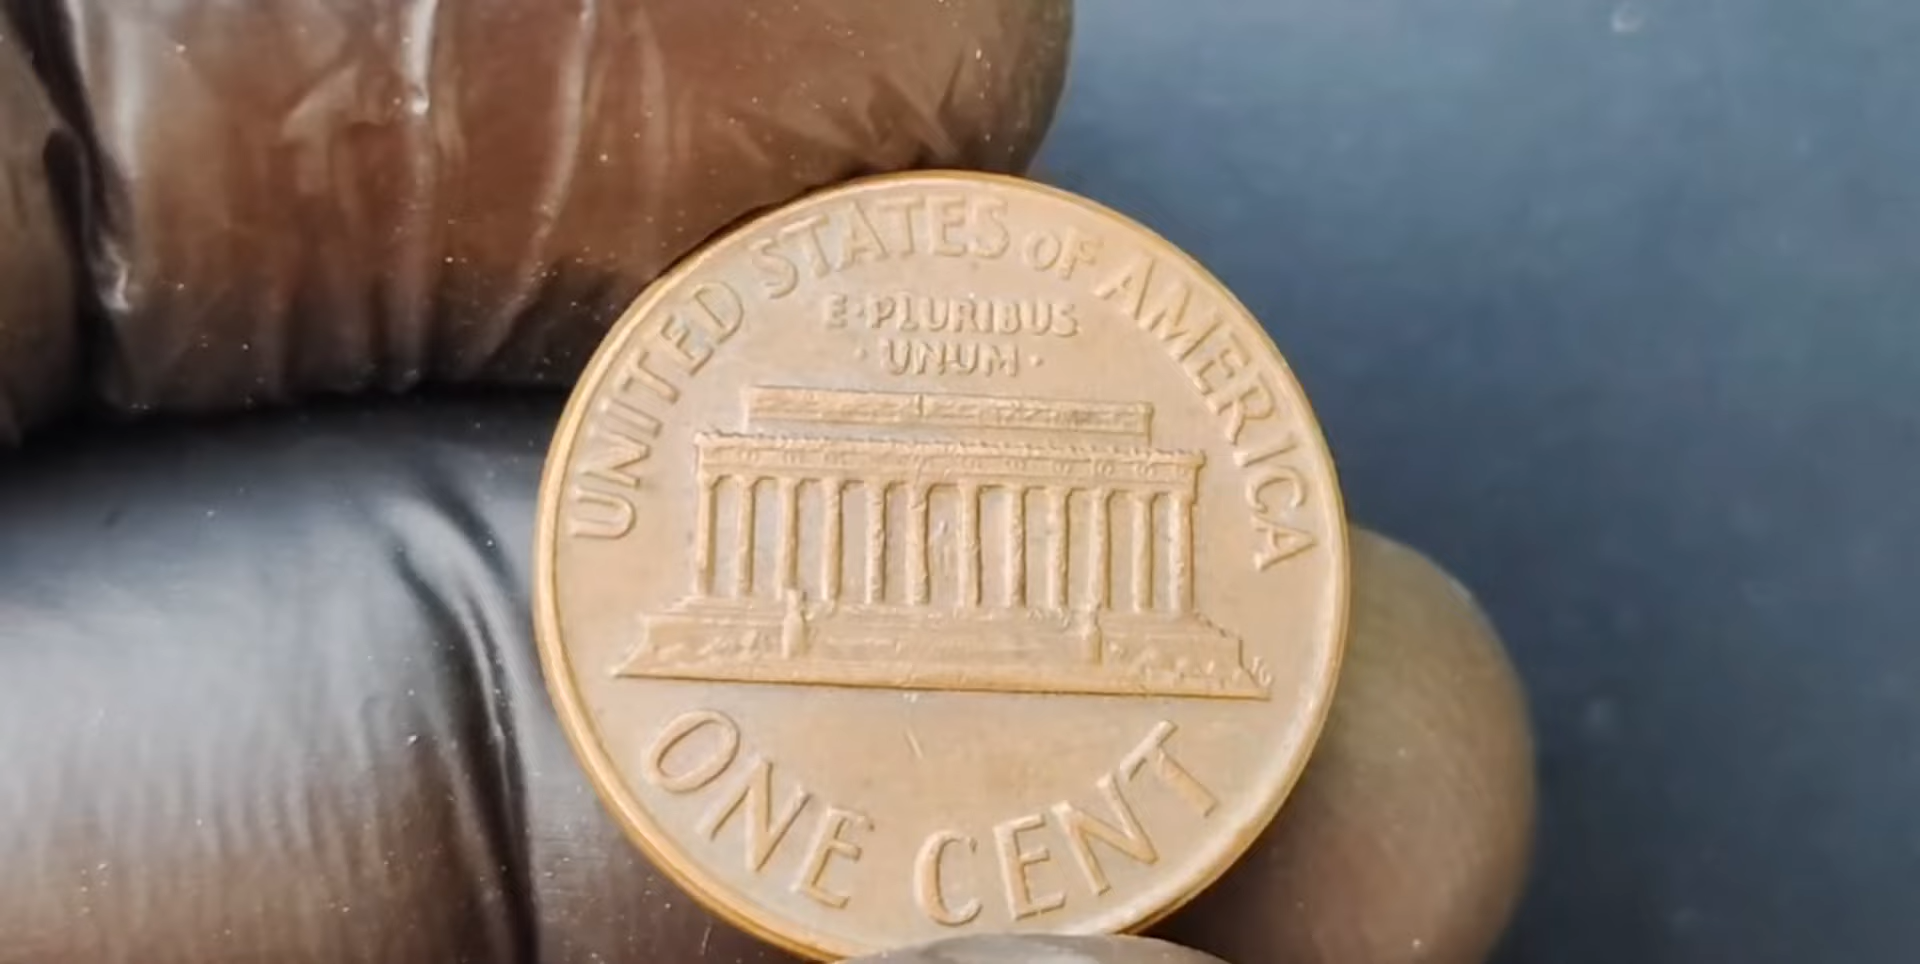 UNITED STATES OF AMERICA
E·PLURIBUS
·UNUM·
ONE CENT